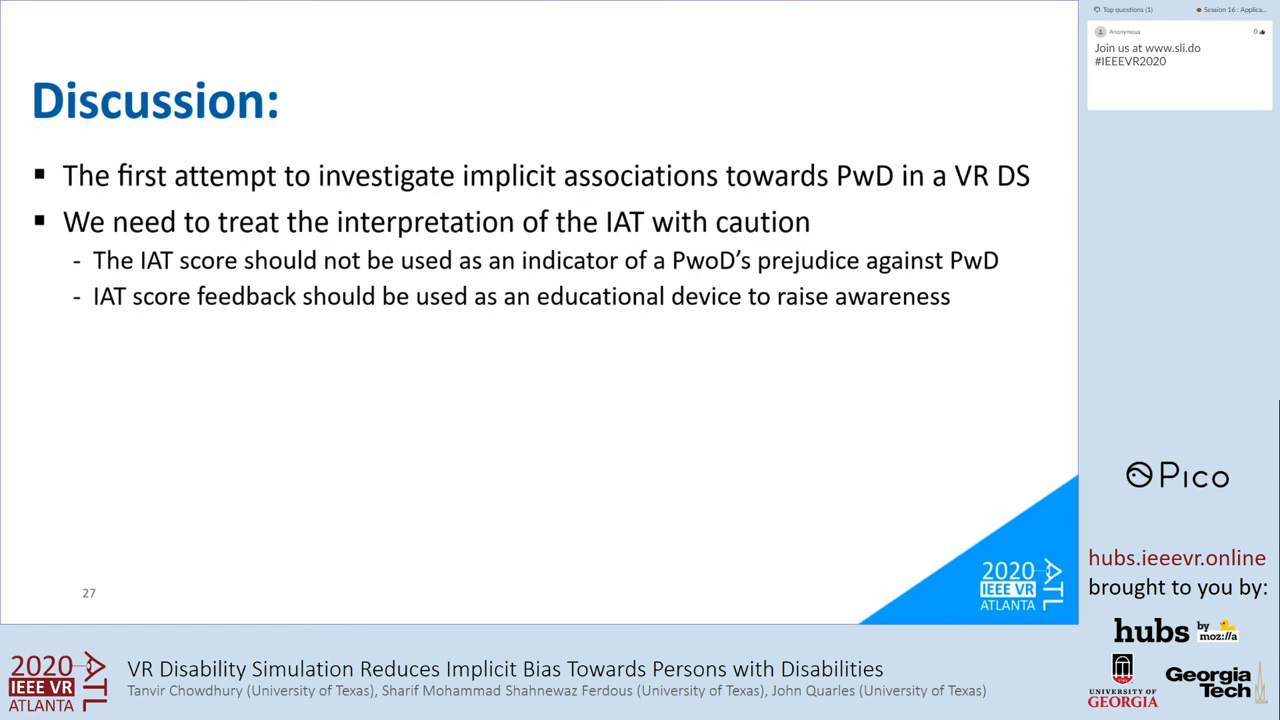 Discussion:
▪ The first attempt to investigate implicit associations towards PwD in a VR DS
▪ We need to treat the interpretation of the IAT with caution
- The IAT score should not be used as an indicator of a PwoD's prejudice against PwD
- IAT score feedback should be used as an educational device to raise awareness
27
2020
IEEE VR
ATLANTA
ATL
Top questions (1)
Session 16 : Applica...
Anonymous
0
Join us at www.sli.do
#IEEEVR2020
Pico
hubs.ieeevr.online
brought to you by:
hubs by moz://a
UNIVERSITY OF
GEORGIA
Georgia
Tech
2020
IEEE VR
ATLANTA
ATL
VR Disability Simulation Reduces Implicit Bias Towards Persons with Disabilities
Tanvir Chowdhury (University of Texas), Sharif Mohammad Shahnewaz Ferdous (University of Texas), John Quarles (University of Texas)